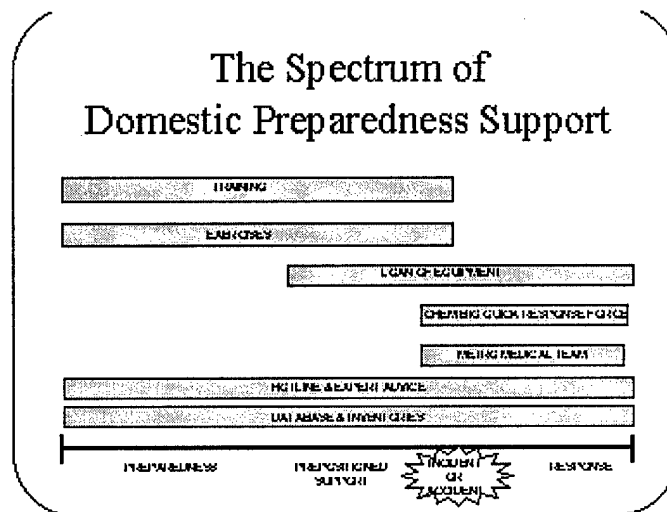 The Spectrum of
Domestic Preparedness Support
TRAINING
EXERCISES
LOAN OF EQUIPMENT
CHEM/BIO QUICK RESPONSE FORCE
METRO MEDICAL TEAM
HOTLINE & EXPERT ADVICE
DATABASE & INVENTORIES
PREPAREDNESS
PREPOSITIONED
SUPPORT
INCIDENT
OR
ACCIDENT
RESPONSE